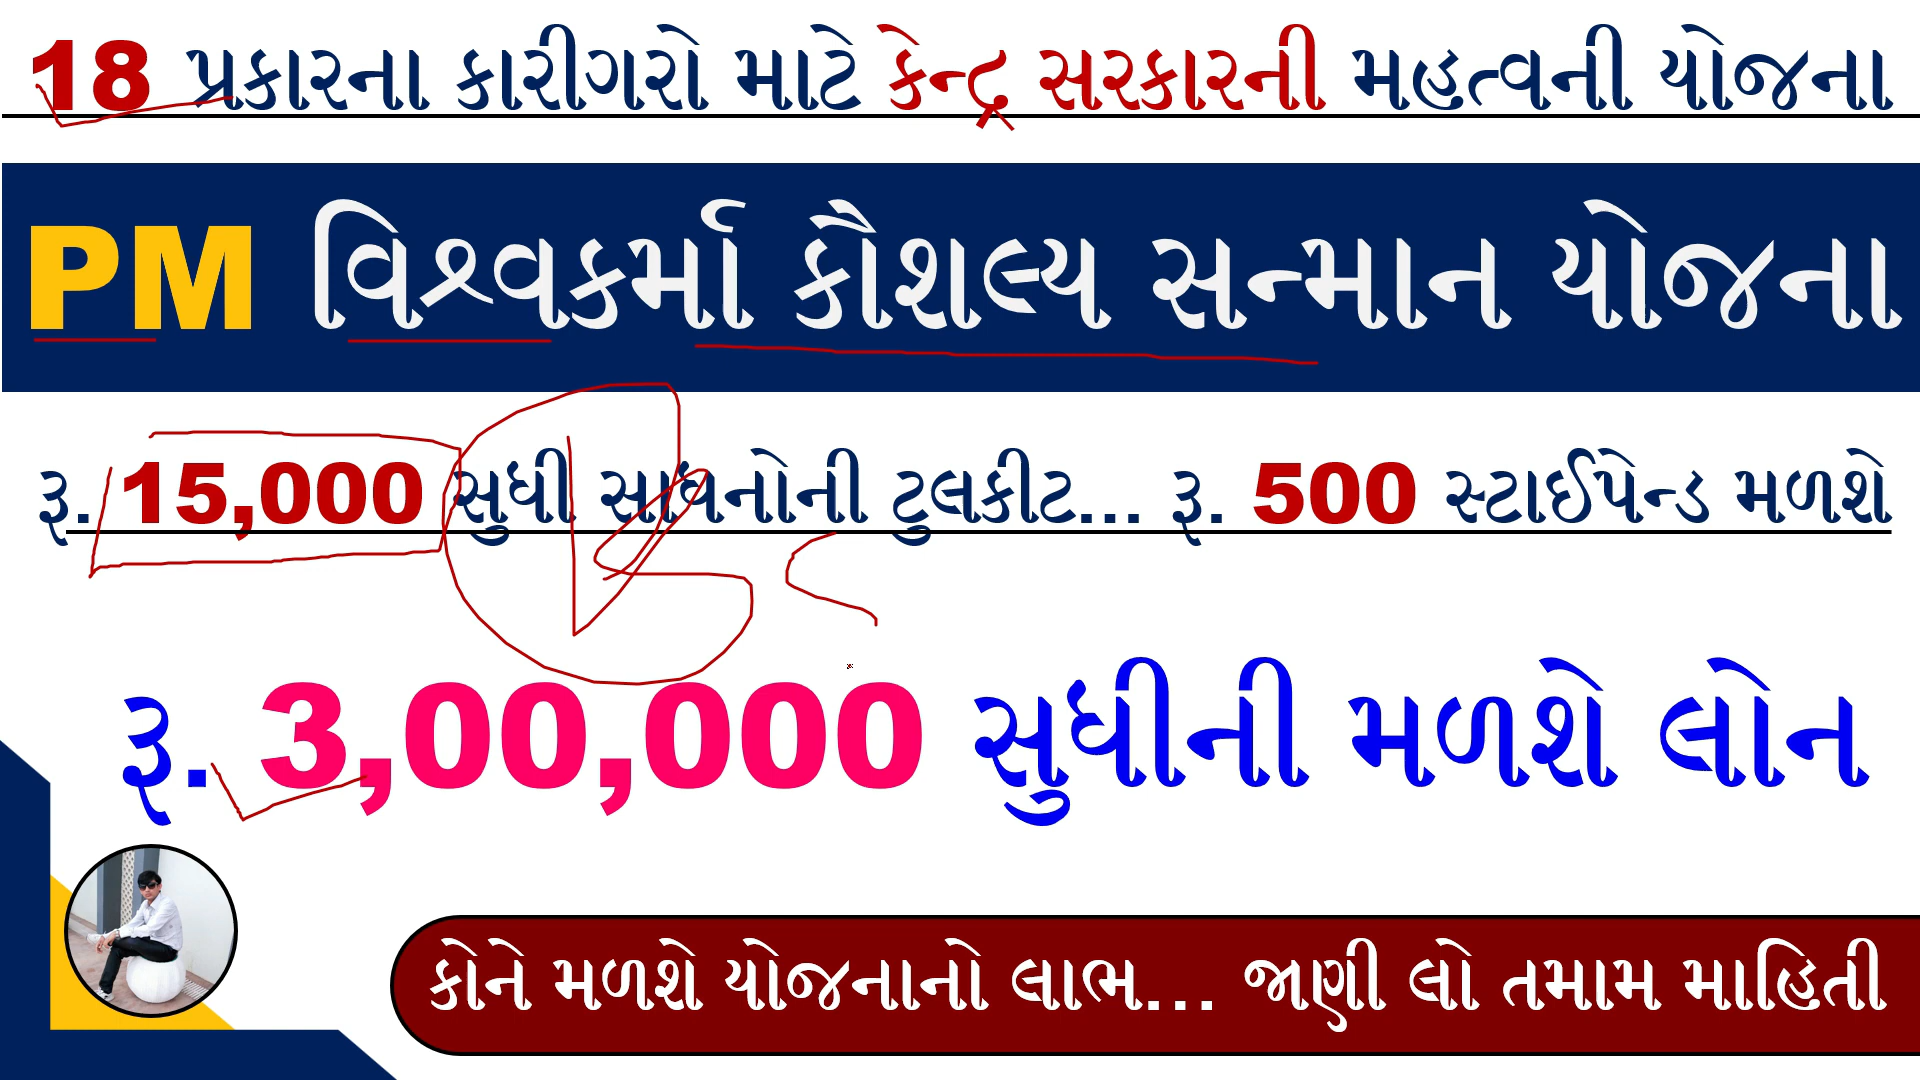 18 પ્રકારના કારીગરો માટે કેન્દ્ર સરકારની મહત્વની યોજના
PM વિશ્વકર્મા કૌશલ્ય સન્માન યોજના
રૂ. 15,000 સુધી સાધનોની ટુલકીટ... રૂ. 500 સ્ટાઈપેન્ડ મળશે
રૂ. 3,00,000 સુધીની મળશે લોન
કોને મળશે યોજનાનો લાભ... જાણી લો તમામ માહિતી